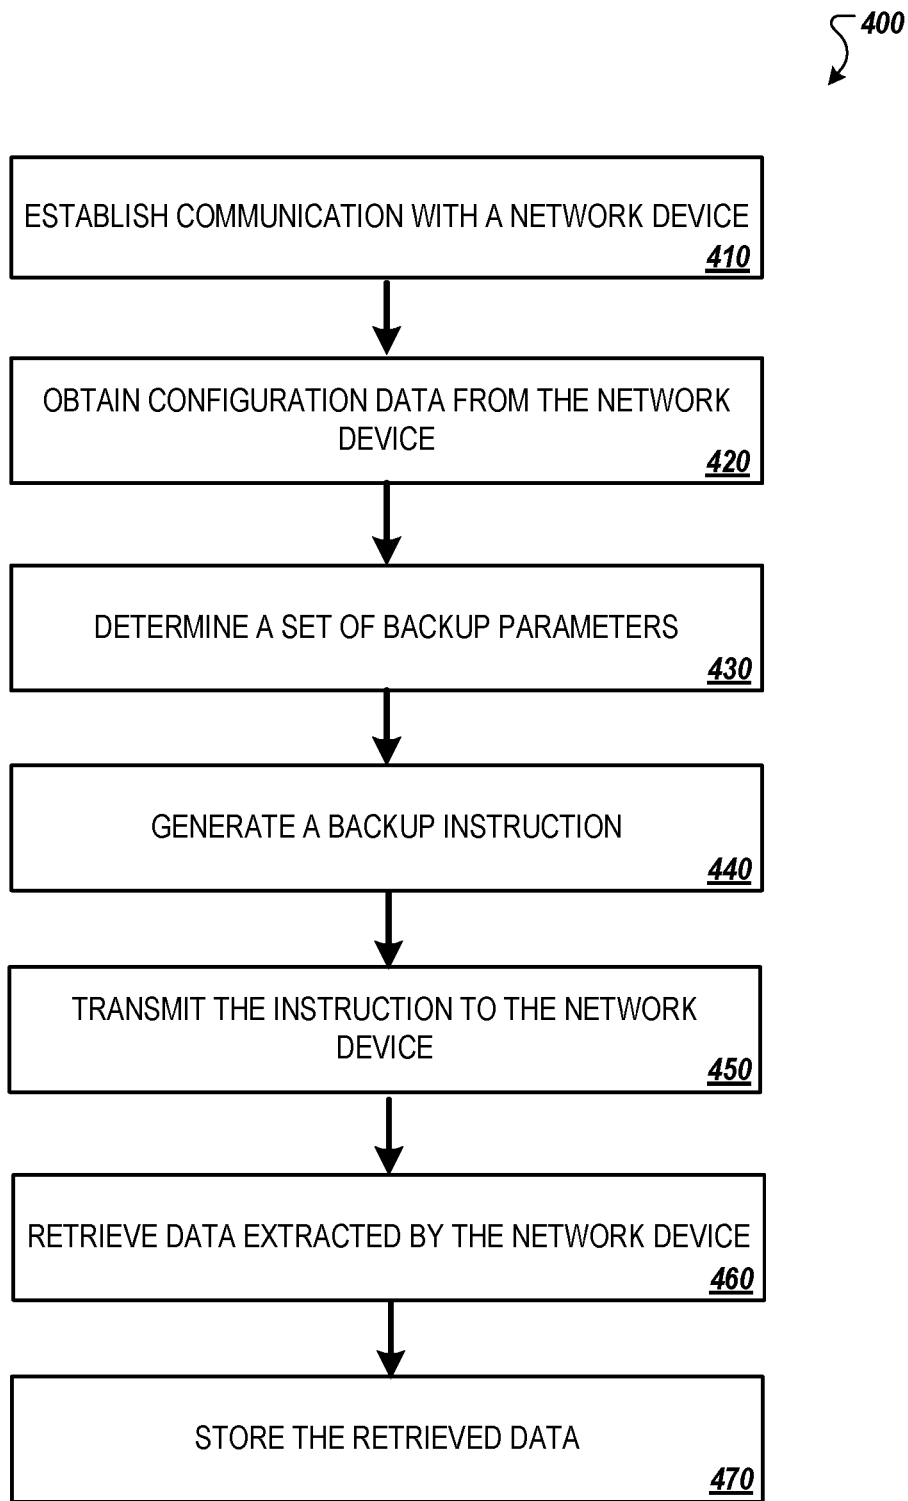 400
ESTABLISH COMMUNICATION WITH A NETWORK DEVICE
410
OBTAIN CONFIGURATION DATA FROM THE NETWORK
DEVICE
420
DETERMINE A SET OF BACKUP PARAMETERS
430
GENERATE A BACKUP INSTRUCTION
440
TRANSMIT THE INSTRUCTION TO THE NETWORK
DEVICE
450
RETRIEVE DATA EXTRACTED BY THE NETWORK DEVICE
460
STORE THE RETRIEVED DATA
470